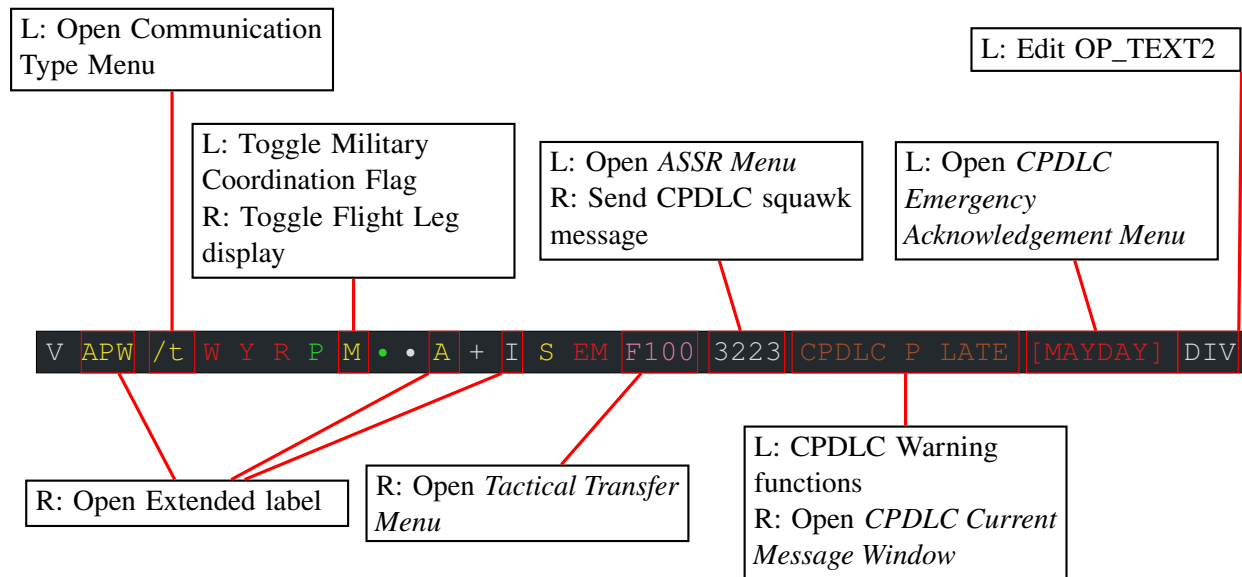 L: Open Communication
Type Menu
L: Edit OP_TEXT2
L: Toggle Military
Coordination Flag
R: Toggle Flight Leg
display
L: Open ASSR Menu
R: Send CPDLC squawk
message
L: Open CPDLC
Emergency
Acknowledgement Menu
V APW /t W Y R P M • • A + I S EM F100 3223 CPDLC P LATE [MAYDAY] DIV
R: Open Extended label
R: Open Tactical Transfer
Menu
L: CPDLC Warning
functions
R: Open CPDLC Current
Message Window